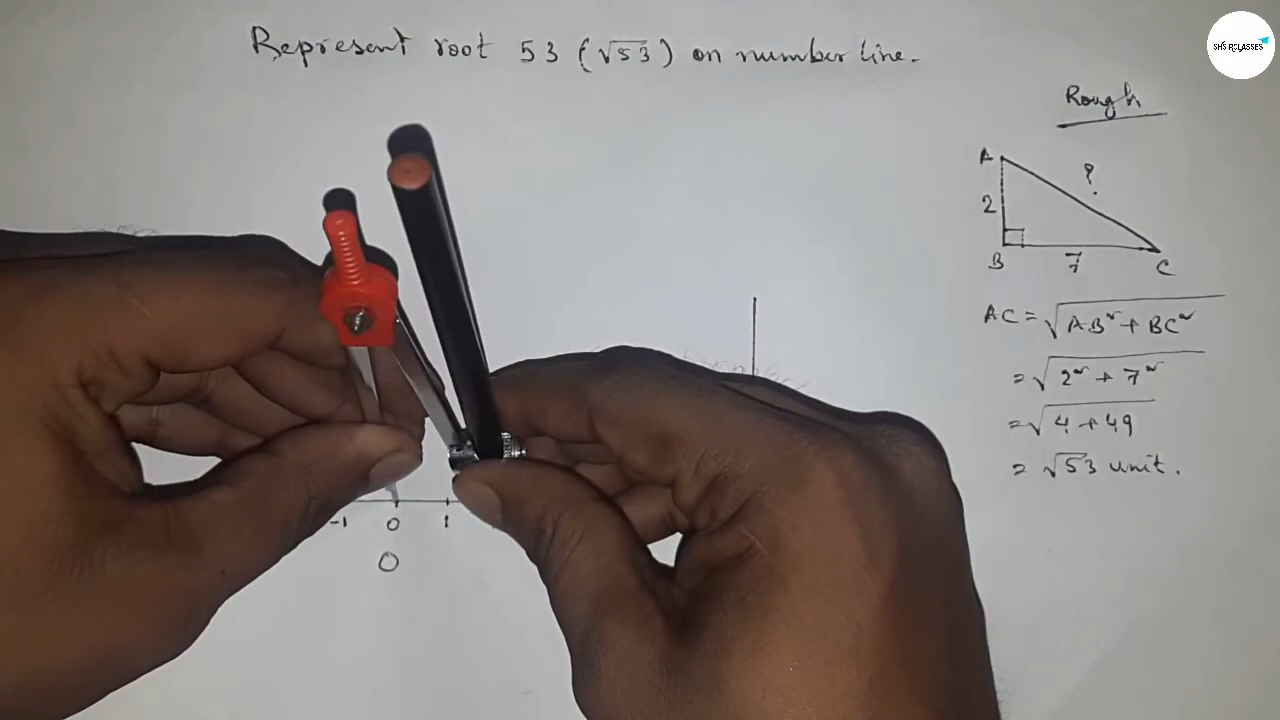 Represent root 53 (√53) on number line.
SHSRCLASSES
Rough
A
?
2
B
7
C
AC = √AB² + BC²
= √2² + 7²
= √4 + 49
= √53 unit.
-1 0 1
O